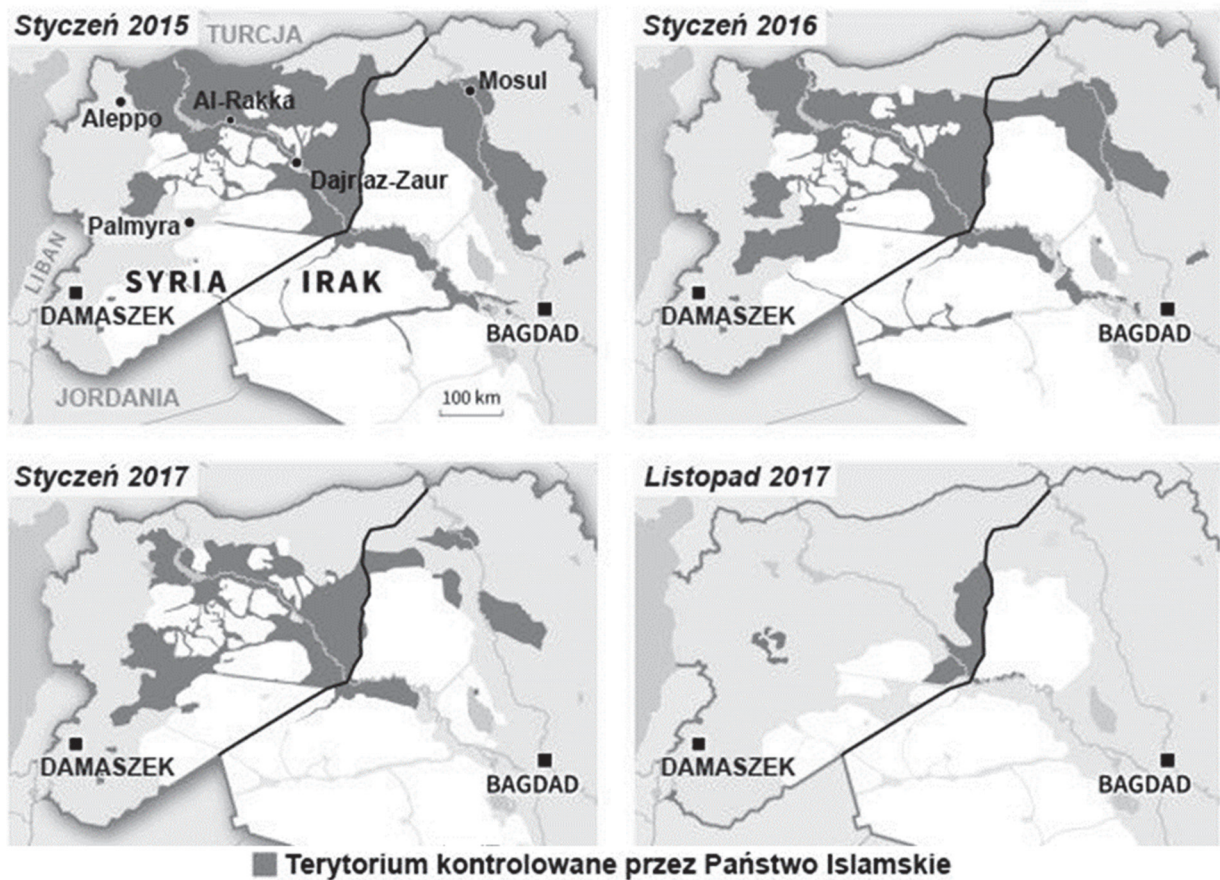 Styczeń 2015
TURCJA
Mosul
Al-Rakka
Aleppo
Dajr az-Zaur
Palmyra
LIBAN
SYRIA
IRAK
DAMASZEK
BAGDAD
JORDANIA
100 km
Styczeń 2016
DAMASZEK
BAGDAD
Styczeń 2017
DAMASZEK
BAGDAD
Listopad 2017
DAMASZEK
BAGDAD
Terytorium kontrolowane przez Państwo Islamskie